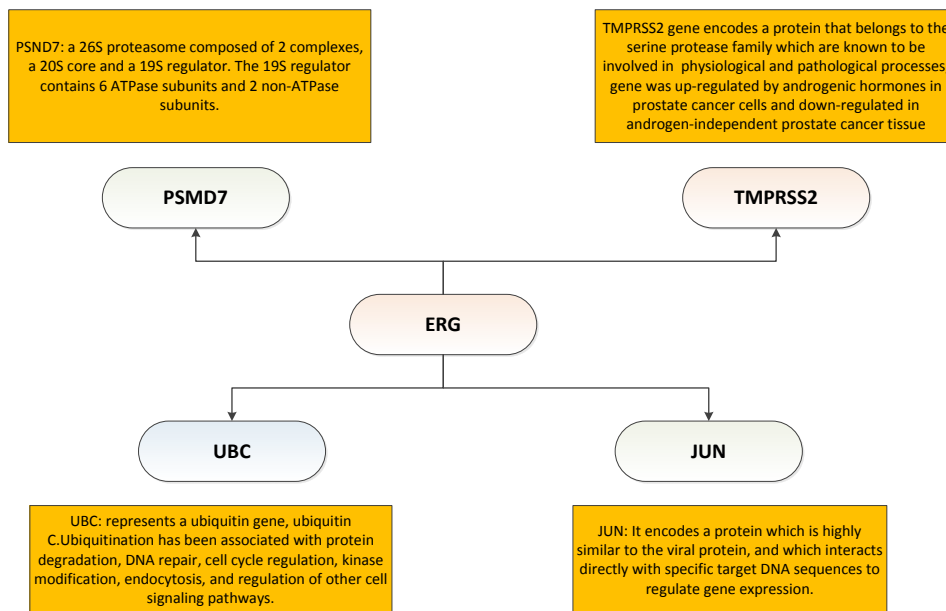 PSND7: a 26S proteasome composed of 2 complexes,
a 20S core and a 19S regulator. The 19S regulator
contains 6 ATPase subunits and 2 non-ATPase
subunits.
TMPRSS2 gene encodes a protein that belongs to the
serine protease family which are known to be
involved in physiological and pathological processes
gene was up-regulated by androgenic hormones in
prostate cancer cells and down-regulated in
androgen-independent prostate cancer tissue
PSMD7
TMPRSS2
ERG
UBC
JUN
UBC: represents a ubiquitin gene, ubiquitin
C.Ubiquitination has been associated with protein
degradation, DNA repair, cell cycle regulation, kinase
modification, endocytosis, and regulation of other cell
signaling pathways.
JUN: It encodes a protein which is highly
similar to the viral protein, and which interacts
directly with specific target DNA sequences to
regulate gene expression.